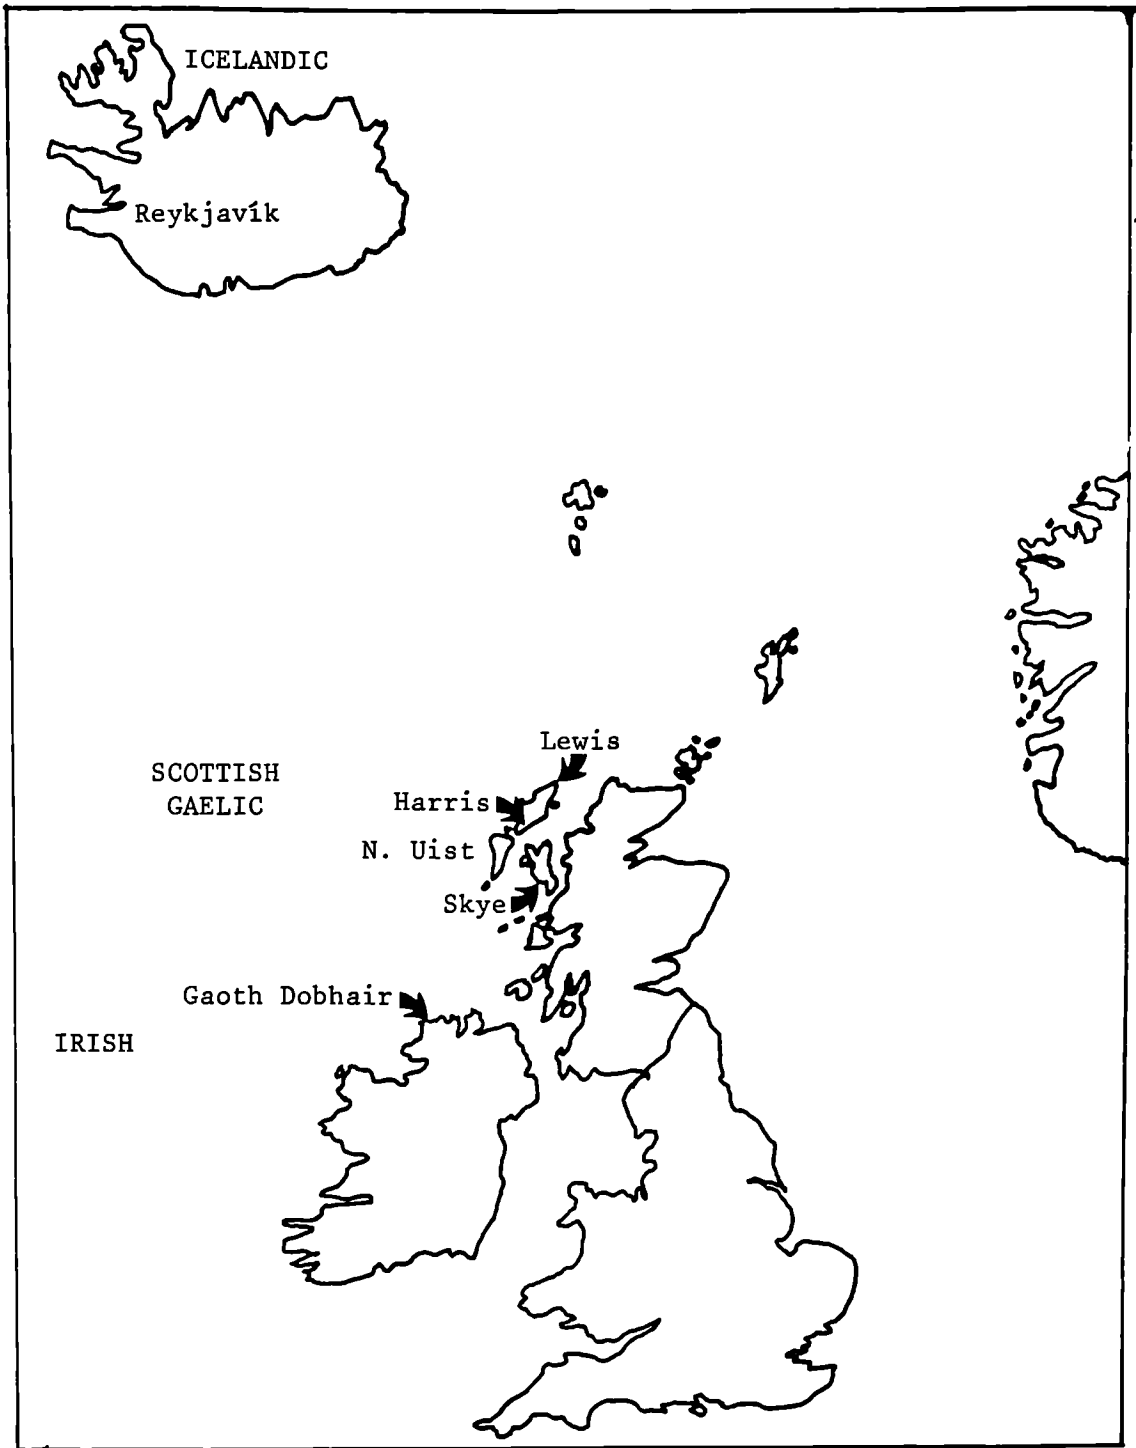 ICELANDIC
Reykjavík
Lewis
SCOTTISH
GAELIC
Harris
N. Uist
Skye
Gaoth Dobhair
IRISH